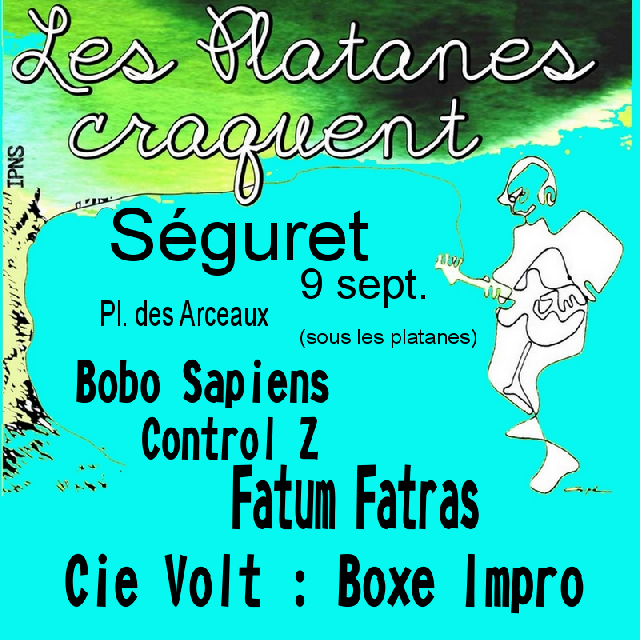 Les Platanes
craquent
IPNS
Séguret
9 sept.
Pl. des Arceaux
(sous les platanes)
Bobo Sapiens
Control Z
Fatum Fatras
Cie Volt : Boxe Impro